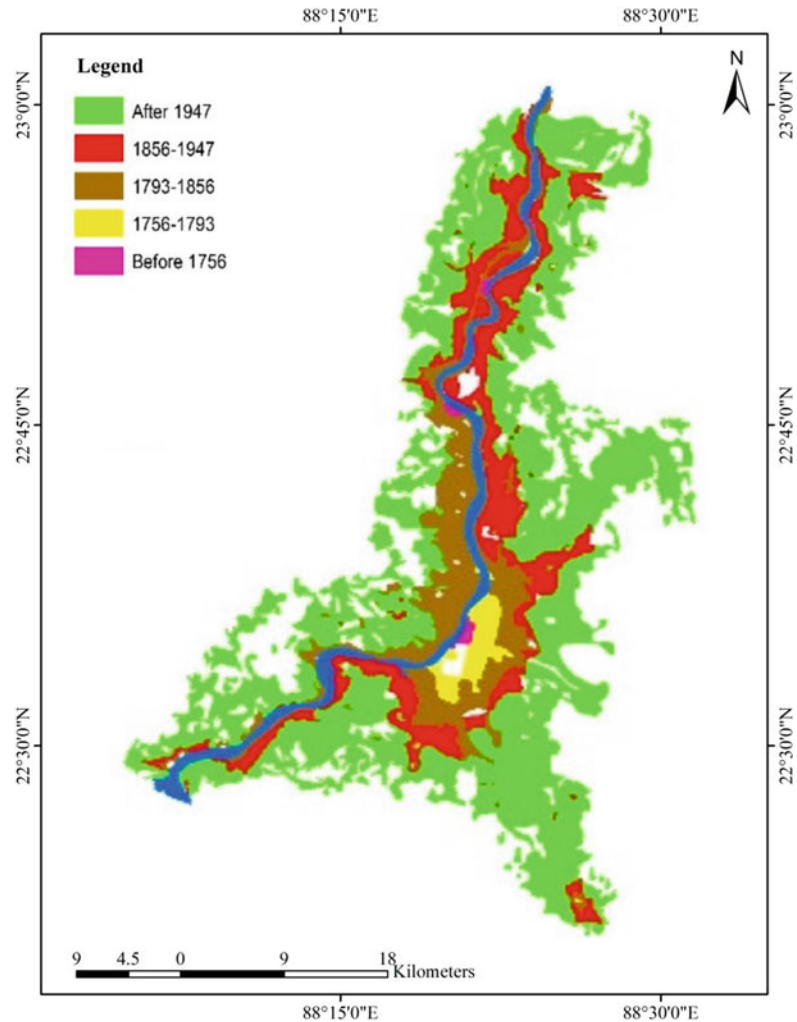 88°15'0"E 88°30'0"E
N
Legend
After 1947
1856-1947
1793-1856
1756-1793
Before 1756
23°0'0"N 23°0'0"N
22°45'0"N 22°45'0"N
22°30'0"N 22°30'0"N
9 4.5 0 9 18
Kilometers
88°15'0"E 88°30'0"E